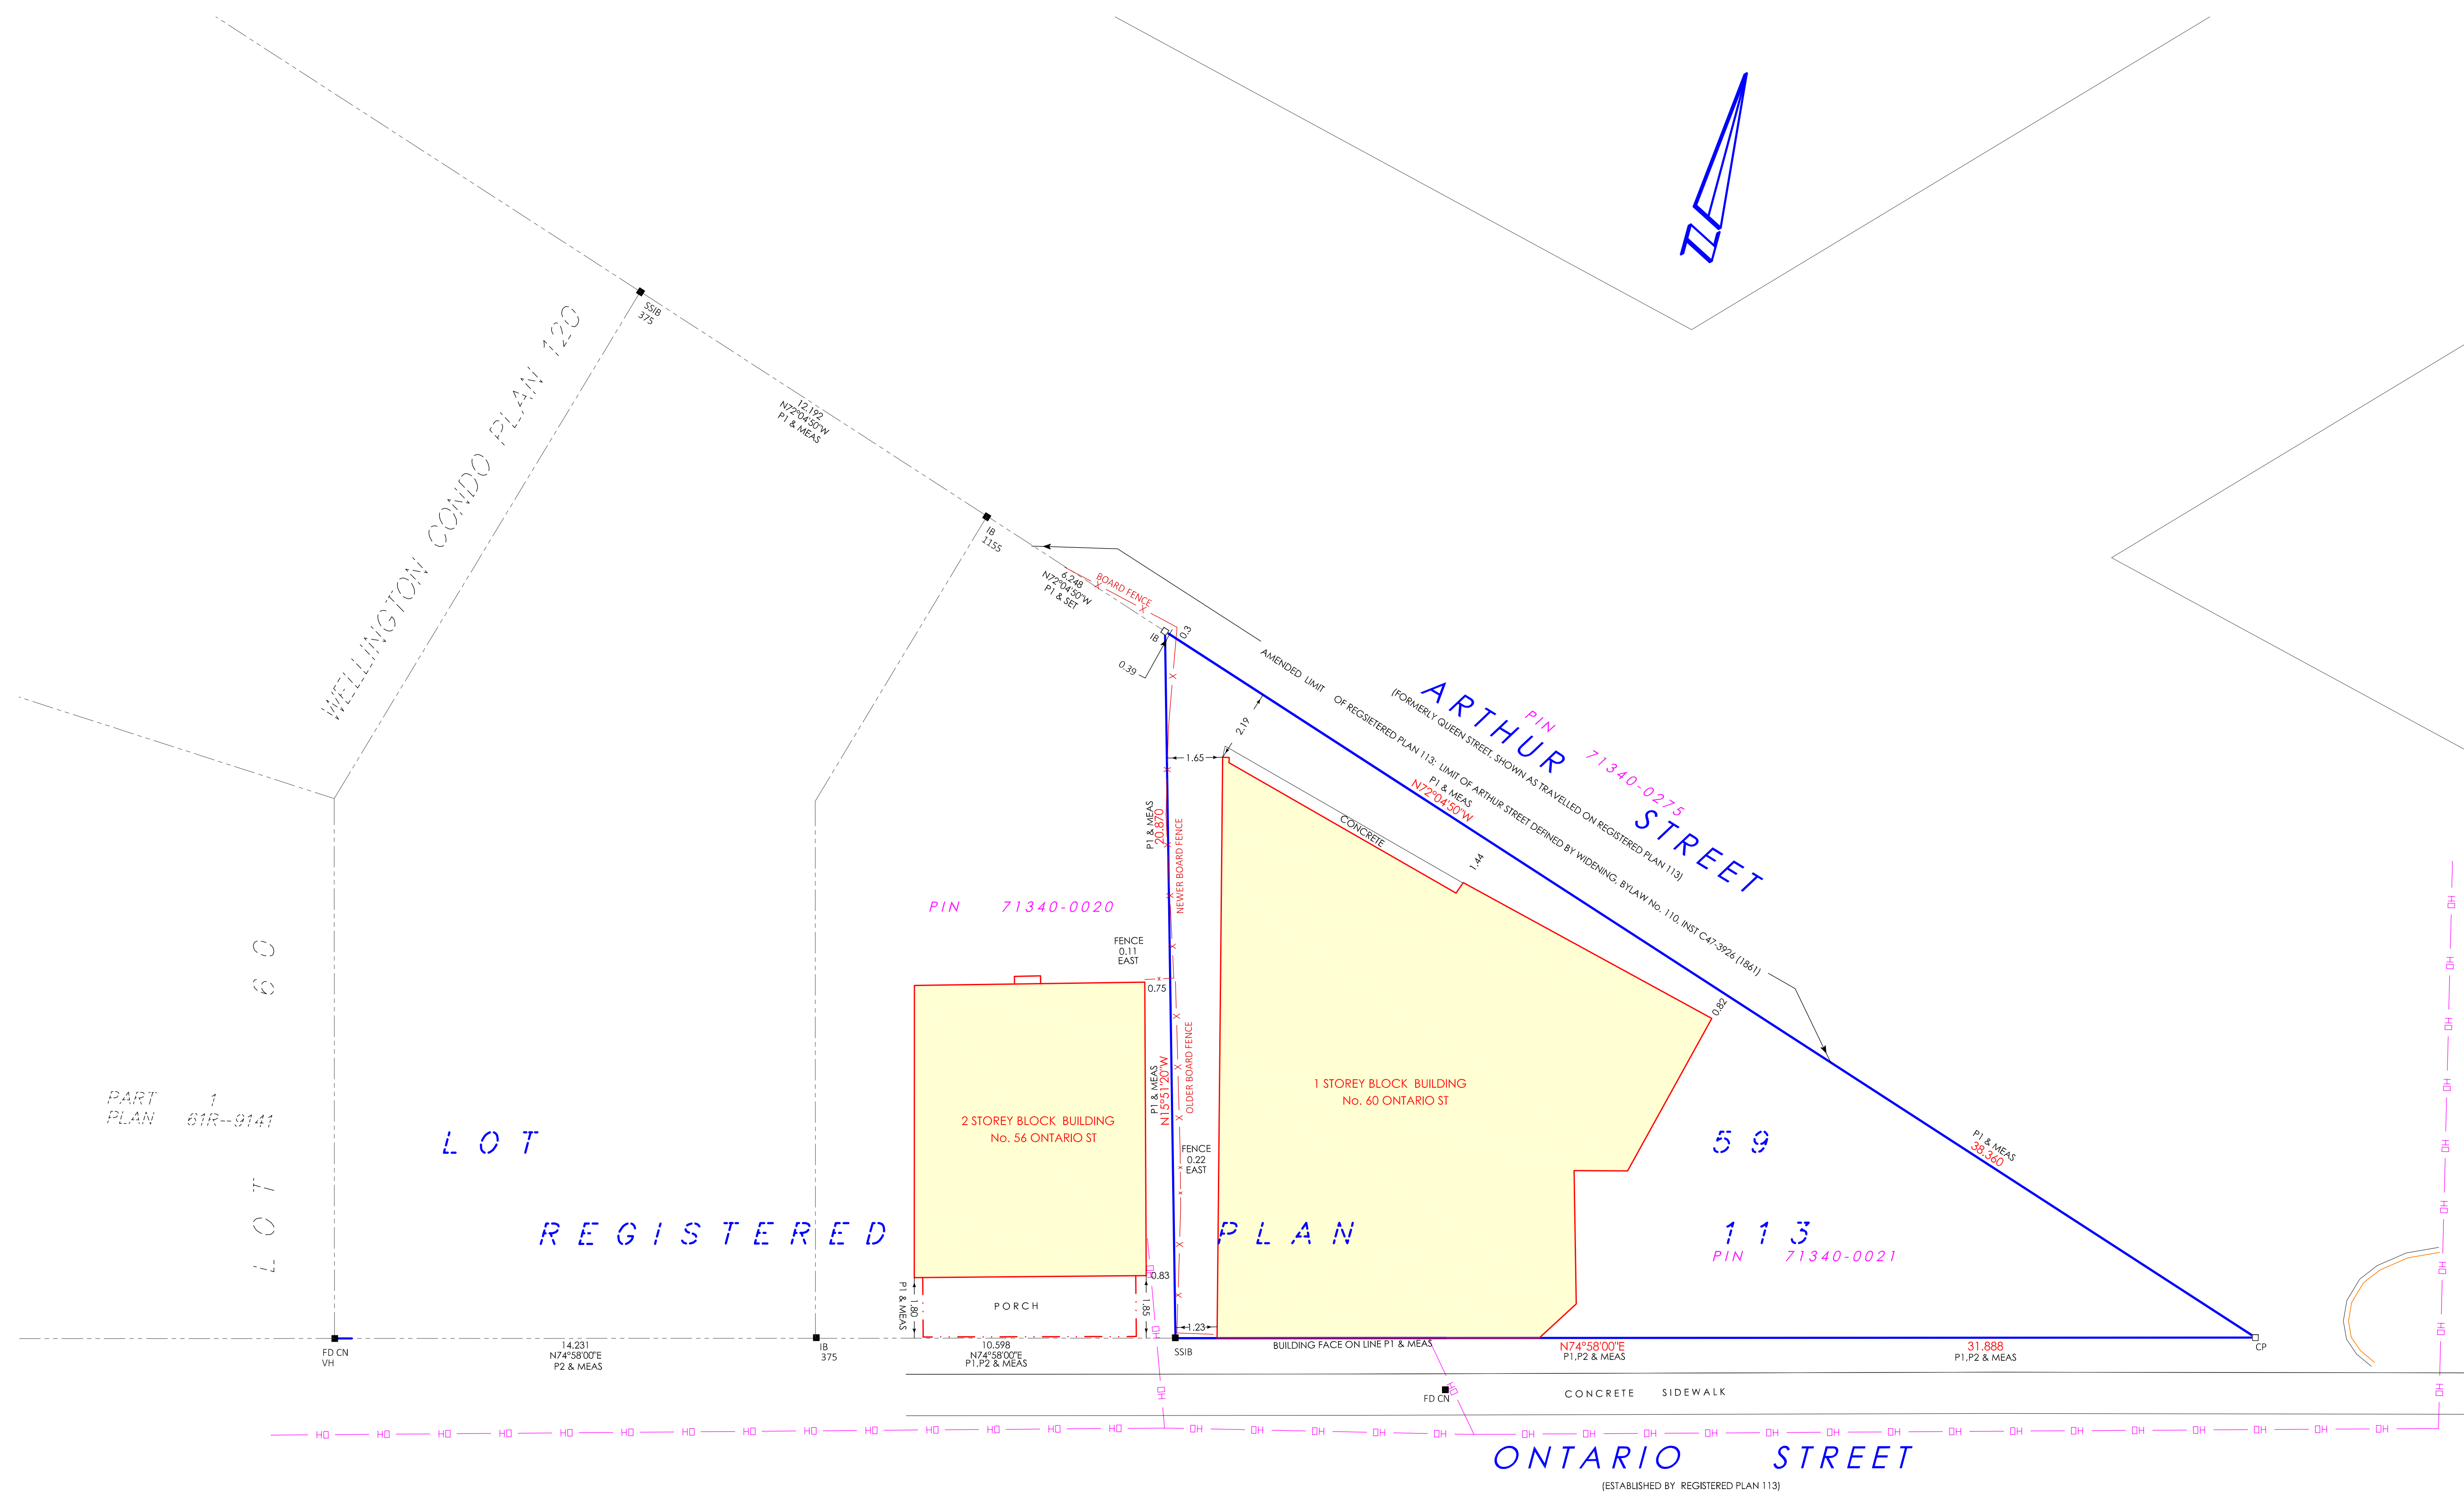 SSIB
375
WELLINGTON CONDO PLAN 120
12.192
N72°04'50"W
P1 & MEAS
IB
1155
6.248
N72°04'50"W
P1 & SET
BOARD FENCE
X
X
IB
0.3
0.39
AMENDED LIMIT OF REGSIETERED PLAN 113; LIMIT OF ARTHUR STREET DEFINED BY WIDENING, BYLAW No. 110, INST C47-3926 (1861)
ARTHUR STREET
(FORMERLY QUEEN STREET, SHOWN AS TRAVELLED ON REGISTERED PLAN 113)
PIN 71340-0275
2.19
1.65
P1 & MEAS
N72°04'50"W
CONCRETE
1.44
0.82
P1 & MEAS
20.870
NEWER BOARD FENCE
PIN 71340-0020
FENCE
0.11
EAST
0.75
P1 & MEAS
N15°51'20"W
OLDER BOARD FENCE
1 STOREY BLOCK BUILDING
No. 60 ONTARIO ST
2 STOREY BLOCK BUILDING
No. 56 ONTARIO ST
FENCE
0.22
EAST
PART 1
PLAN 61R--9141
LOT 60
LOT 59
P1 & MEAS
38.360
REGISTERED PLAN 113
PIN 71340-0021
0.83
P1 & MEAS
1.80
PORCH
1.85
1.23
FD CN
VH
14.231
N74°58'00"E
P2 & MEAS
IB
375
10.598
N74°58'00"E
P1,P2 & MEAS
SSIB
BUILDING FACE ON LINE P1 & MEAS
N74°58'00"E
P1,P2 & MEAS
31.888
P1,P2 & MEAS
CP
FD CN
CONCRETE SIDEWALK
ONTARIO STREET
(ESTABLISHED BY REGISTERED PLAN 113)